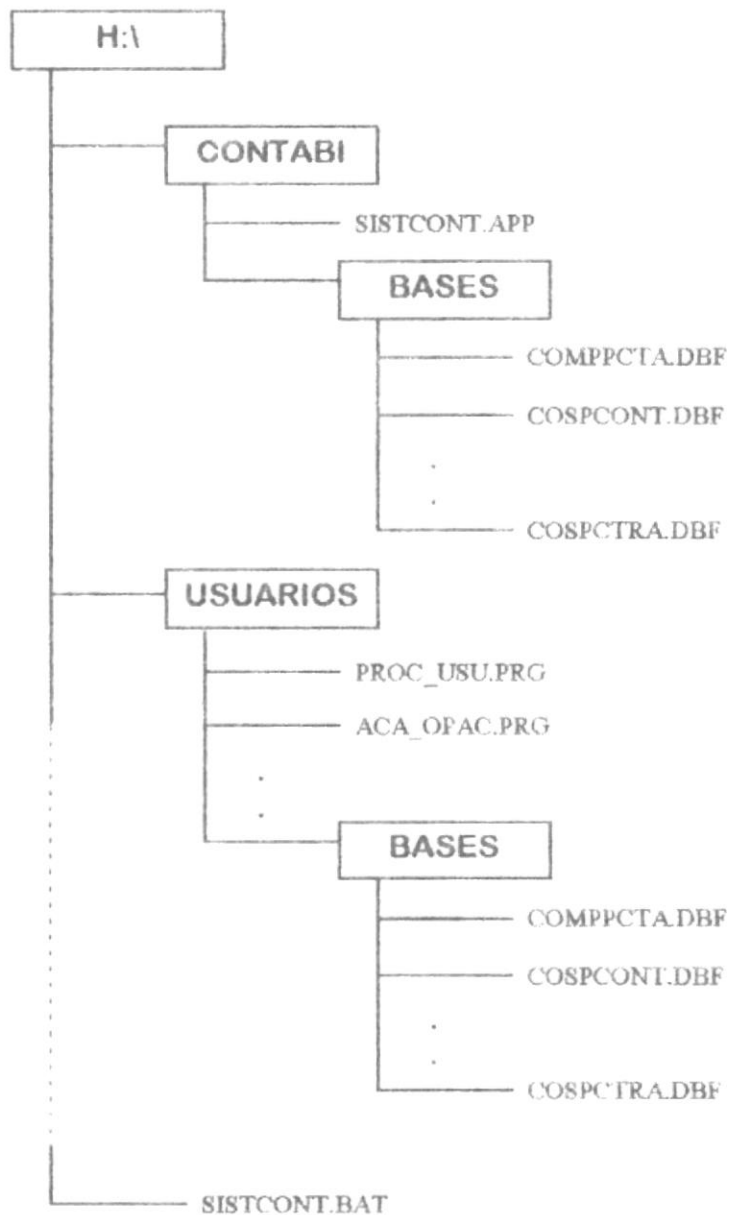 H:\
CONTABI
SISTCONT.APP
BASES
COMPPCTA.DBF
COSPCONT.DBF
.
.
COSPCTRA.DBF
USUARIOS
PROC_USU.PRG
ACA_OPAC.PRG
.
.
BASES
COMPPCTA.DBF
COSPCONT.DBF
.
.
COSPCTRA.DBF
SISTCONT.BAT